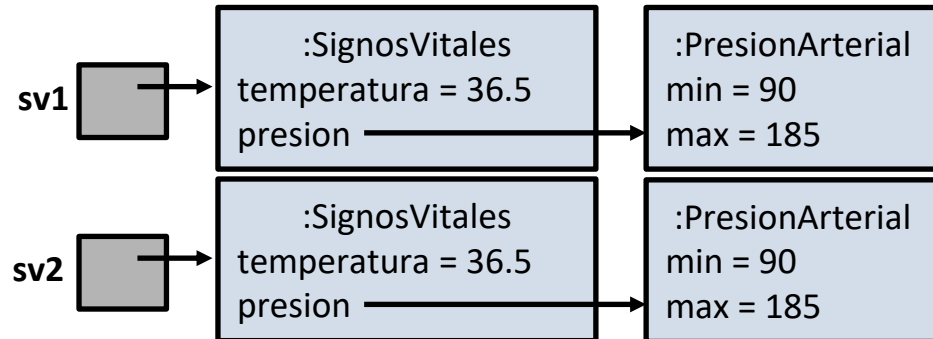 sv1
:SignosVitales
temperatura = 36.5
presion
:PresionArterial
min = 90
max = 185
sv2
:SignosVitales
temperatura = 36.5
presion
:PresionArterial
min = 90
max = 185